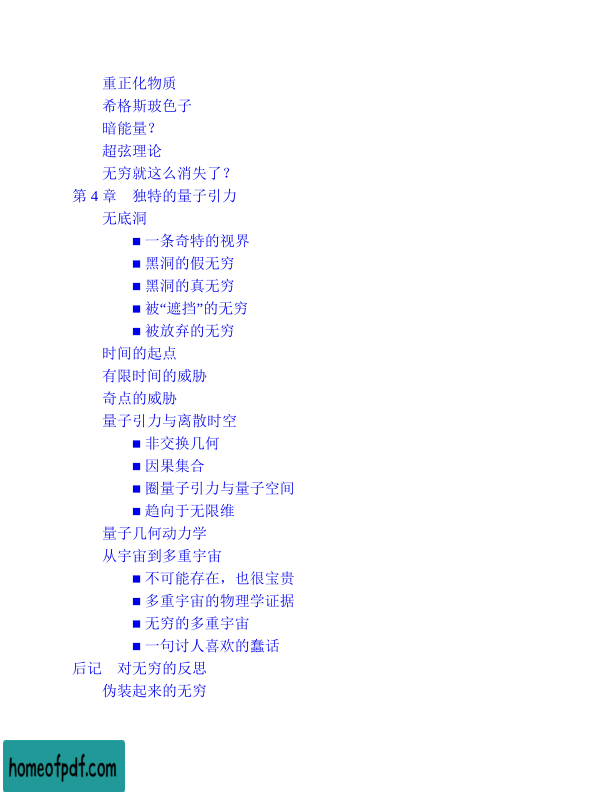 重正化物质
希格斯玻色子
暗能量？
超弦理论
无穷就这么消失了？
第 4 章　独特的量子引力
无底洞
■ 一条奇特的视界
■ 黑洞的假无穷
■ 黑洞的真无穷
■ 被“遮挡”的无穷
■ 被放弃的无穷
时间的起点
有限时间的威胁
奇点的威胁
量子引力与离散时空
■ 非交换几何
■ 因果集合
■ 圈量子引力与量子空间
■ 趋向于无限维
量子几何动力学
从宇宙到多重宇宙
■ 不可能存在，也很宝贵
■ 多重宇宙的物理学证据
■ 无穷的多重宇宙
■ 一句讨人喜欢的蠢话
后记　对无穷的反思
伪装起来的无穷
homeofpdf.com